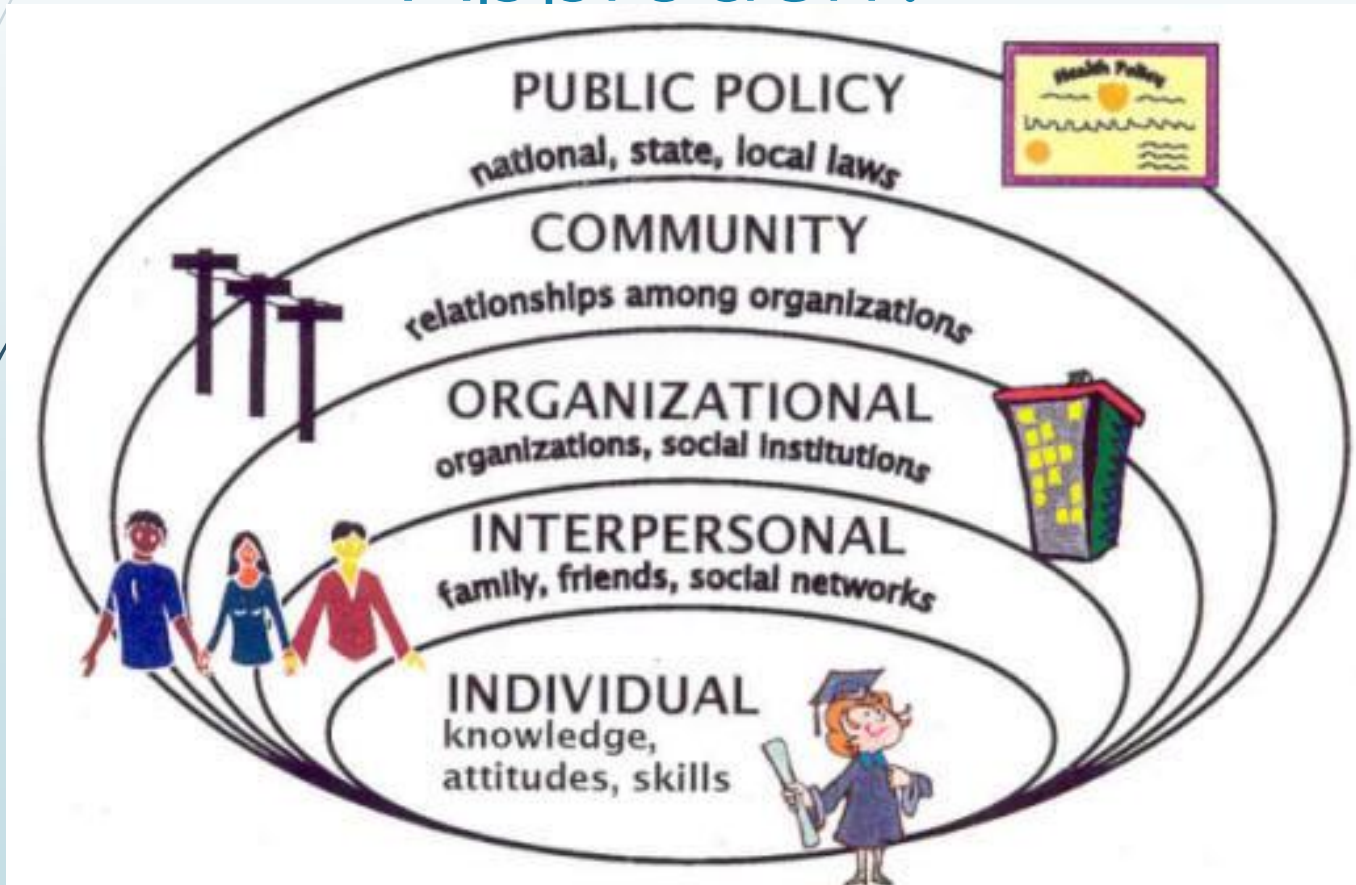 PUBLIC POLICY
national, state, local laws
Health Policy
COMMUNITY
relationships among organizations
ORGANIZATIONAL
organizations, social institutions
INTERPERSONAL
family, friends, social networks
INDIVIDUAL
knowledge,
attitudes, skills